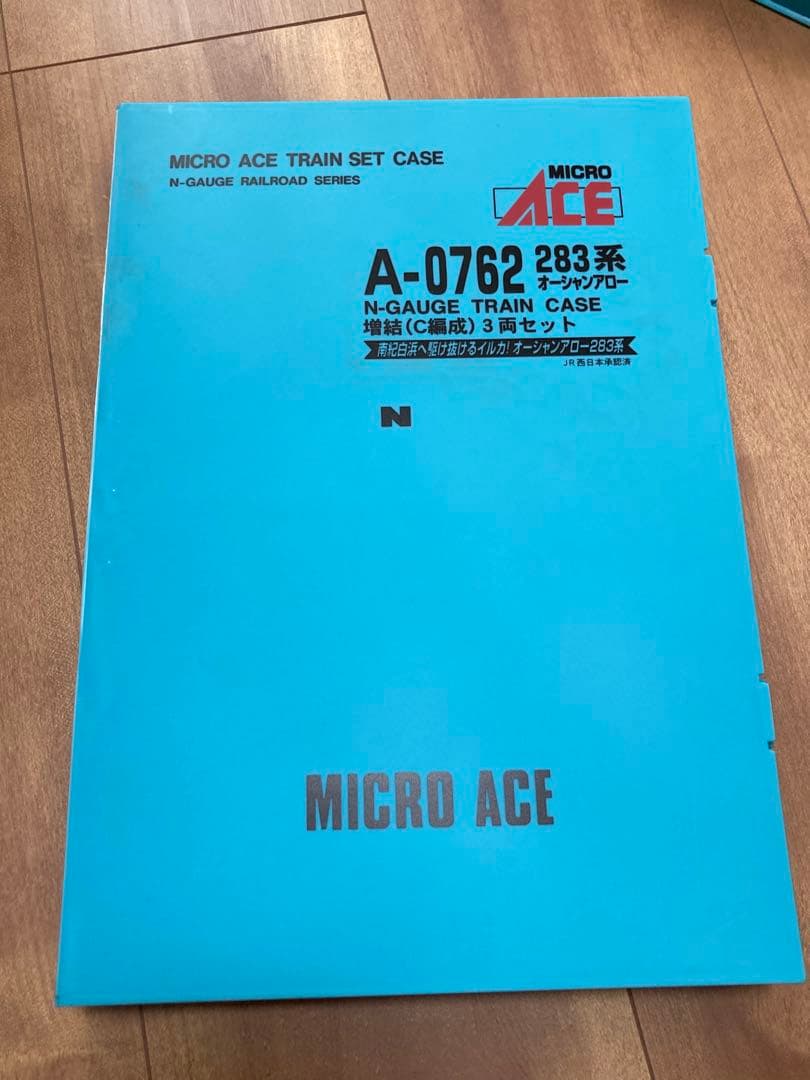 MICRO ACE TRAIN SET CASE
N-GAUGE RAILROAD SERIES
MICRO
ACE
A-0762 283系
オーシャンアロー
N-GAUGE TRAIN CASE
増結(C編成)3両セット
南紀白浜へ駆け抜けるイルカ!オーシャンアロー283系
JR西日本承認済
N
MICRO ACE